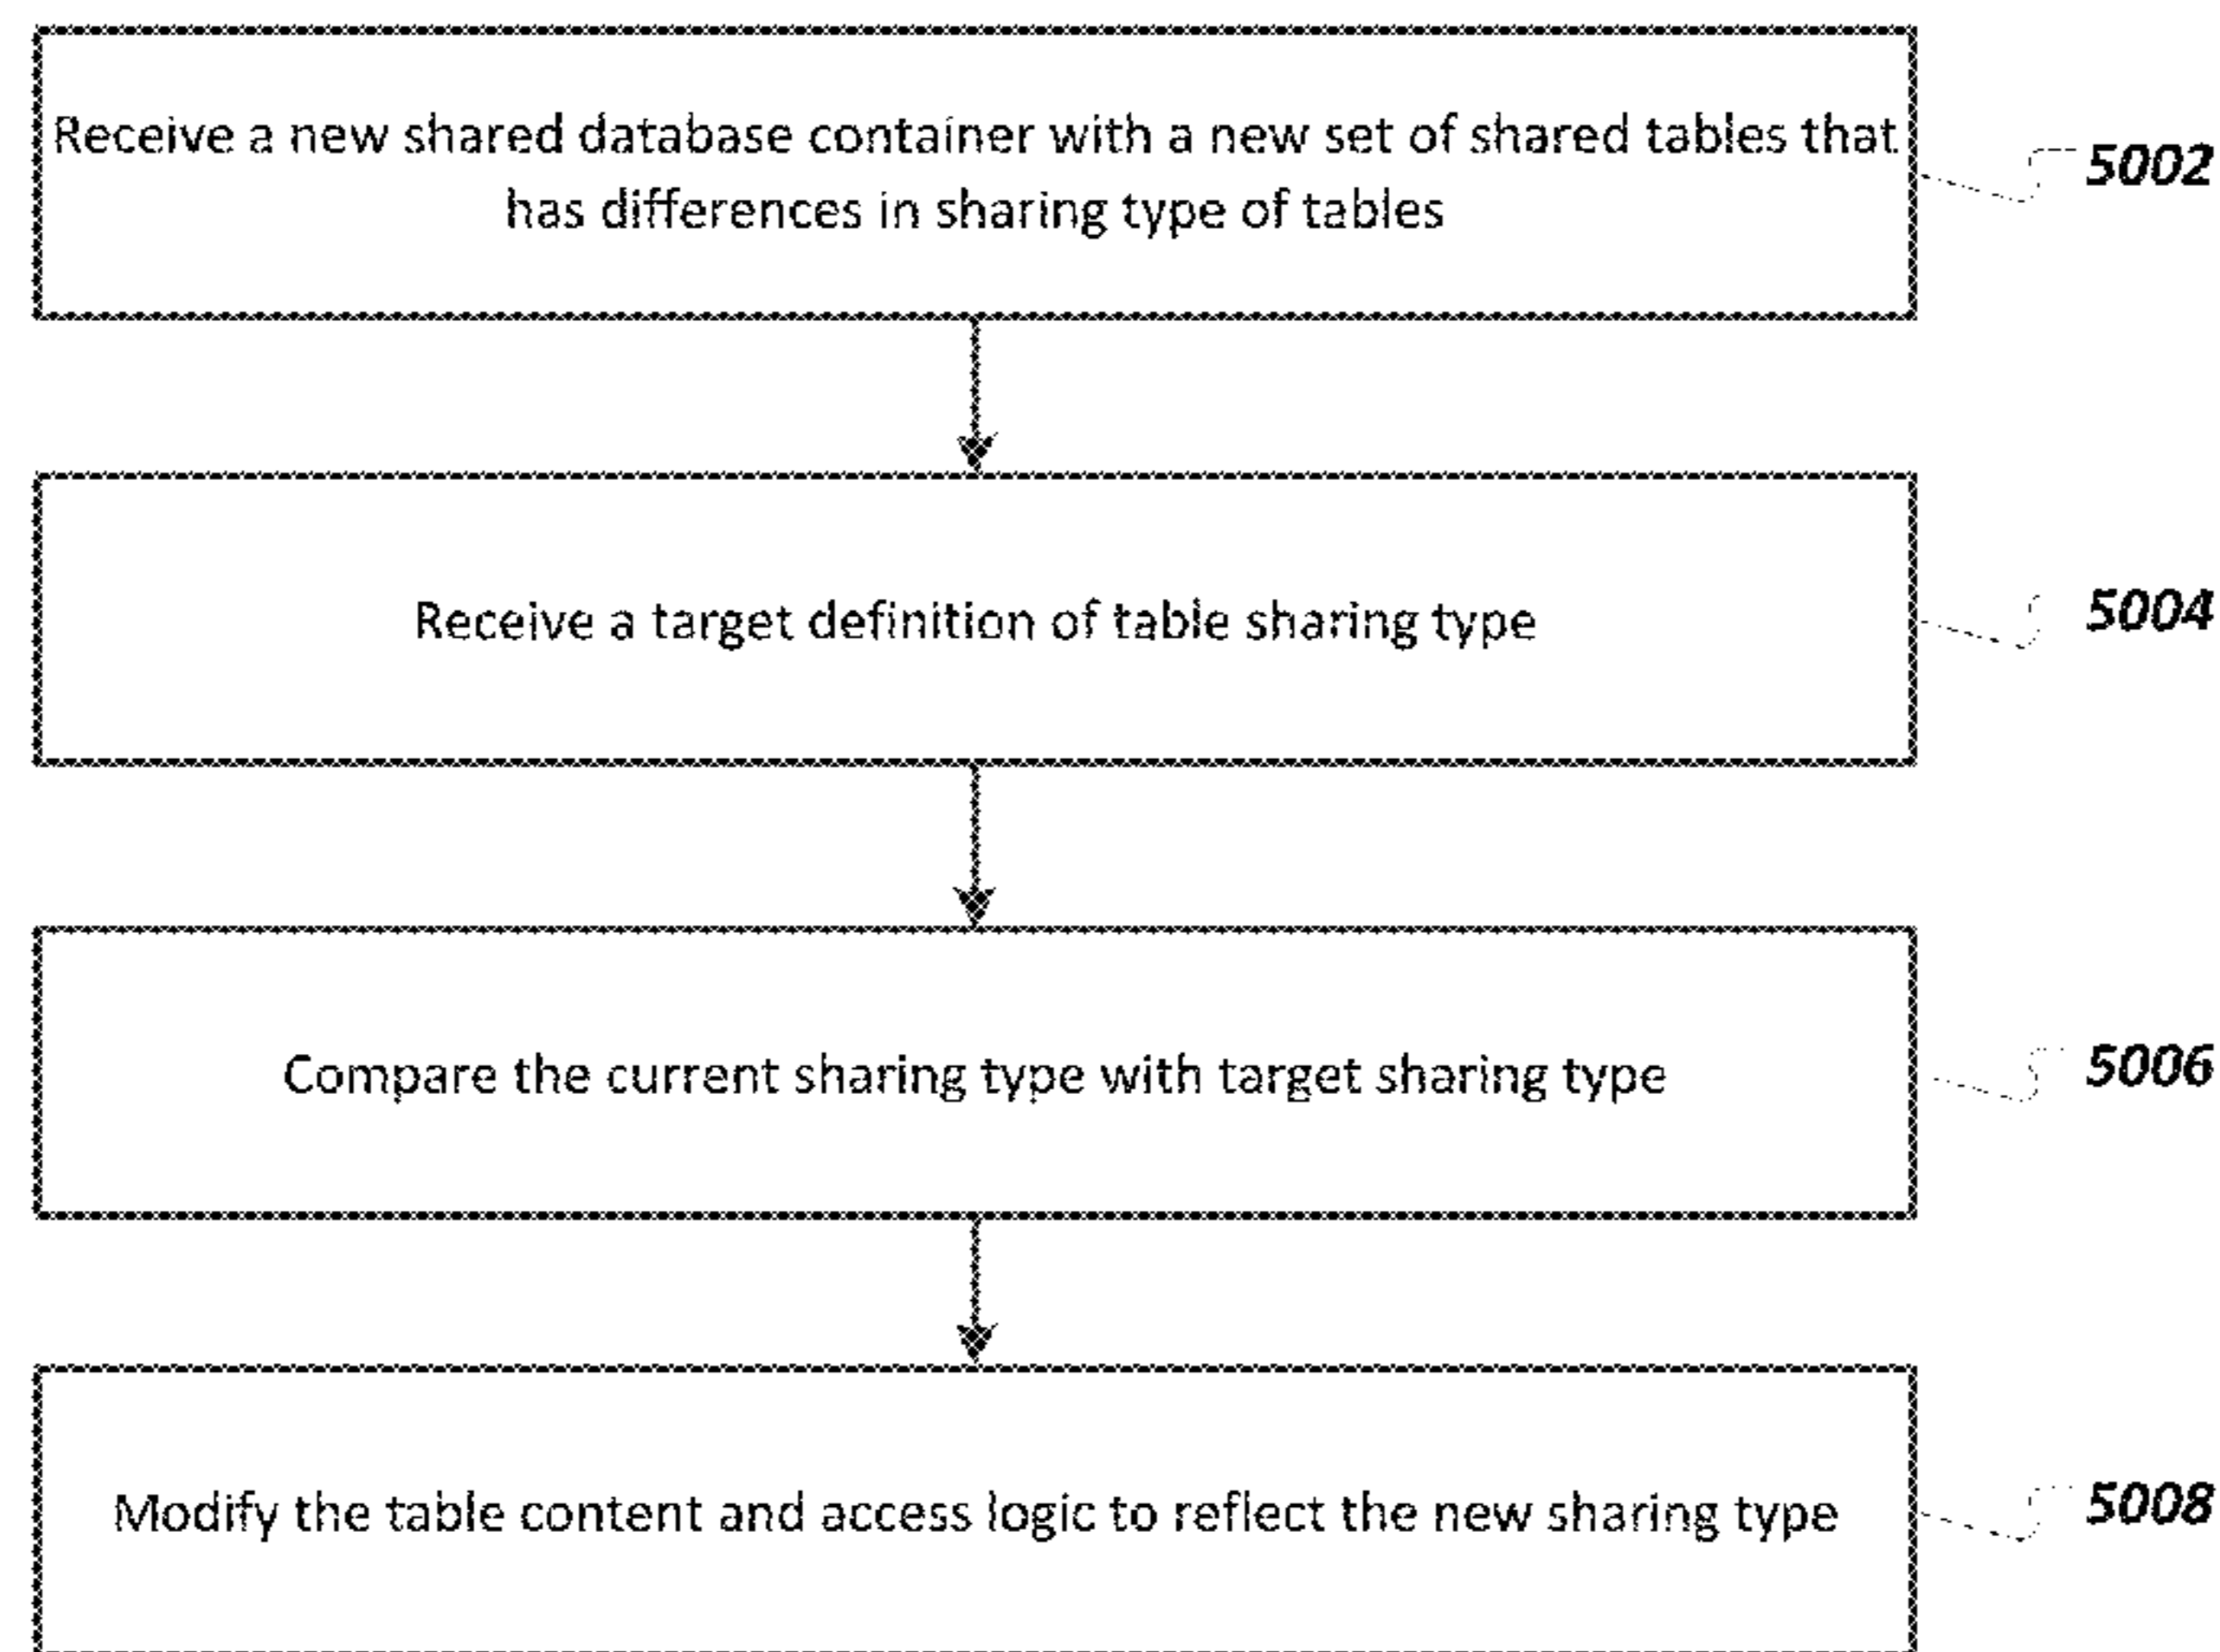 Receive a new shared database container with a new set of shared tables that
has differences in sharing type of tables
5002
Receive a target definition of table sharing type
5004
Compare the current sharing type with target sharing type
5006
Modify the table content and access logic to reflect the new sharing type
5008